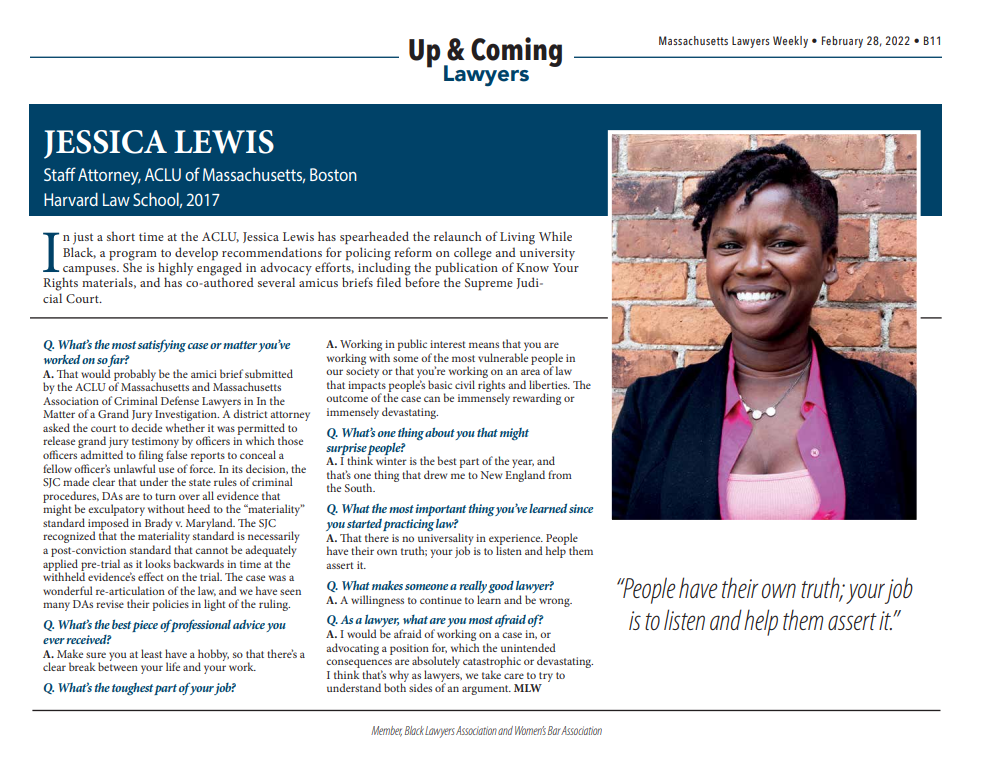 Massachusetts Lawyers Weekly • February 28, 2022 • B11
Up & Coming
Lawyers
JESSICA LEWIS
Staff Attorney, ACLU of Massachusetts, Boston
Harvard Law School, 2017
In just a short time at the ACLU, Jessica Lewis has spearheaded the relaunch of Living While
Black, a program to develop recommendations for policing reform on college and university
campuses. She is highly engaged in advocacy efforts, including the publication of Know Your
Rights materials, and has co-authored several amicus briefs filed before the Supreme Judi-
cial Court.
Q. What's the most satisfying case or matter you've
worked on so far?
A. That would probably be the amici brief submitted
by the ACLU of Massachusetts and Massachusetts
Association of Criminal Defense Lawyers in In the
Matter of a Grand Jury Investigation. A district attorney
asked the court to decide whether it was permitted to
release grand jury testimony by officers in which those
officers admitted to filing false reports to conceal a
fellow officer's unlawful use of force. In its decision, the
SJC made clear that under the state rules of criminal
procedures, DAs are to turn over all evidence that
might be exculpatory without heed to the "materiality"
standard imposed in Brady v. Maryland. The SJC
recognized that the materiality standard is necessarily
a post-conviction standard that cannot be adequately
applied pre-trial as it looks backwards in time at the
withheld evidence's effect on the trial. The case was a
wonderful re-articulation of the law, and we have seen
many DAs revise their policies in light of the ruling.
Q. What's the best piece of professional advice you
ever received?
A. Make sure you at least have a hobby, so that there's a
clear break between your life and your work.
Q. What's the toughest part of your job?
A. Working in public interest means that you are
working with some of the most vulnerable people in
our society or that you're working on an area of law
that impacts people's basic civil rights and liberties. The
outcome of the case can be immensely rewarding or
immensely devastating.
Q. What's one thing about you that might
surprise people?
A. I think winter is the best part of the year, and
that's one thing that drew me to New England from
the South.
Q. What the most important thing you've learned since
you started practicing law?
A. That there is no universality in experience. People
have their own truth; your job is to listen and help them
assert it.
Q. What makes someone a really good lawyer?
A. A willingness to continue to learn and be wrong.
Q. As a lawyer, what are you most afraid of?
A. I would be afraid of working on a case in, or
advocating a position for, which the unintended
consequences are absolutely catastrophic or devastating.
I think that's why as lawyers, we take care to try to
understand both sides of an argument. MLW
"People have their own truth; your job
is to listen and help them assert it."
Member, Black Lawyers Association and Women's Bar Association